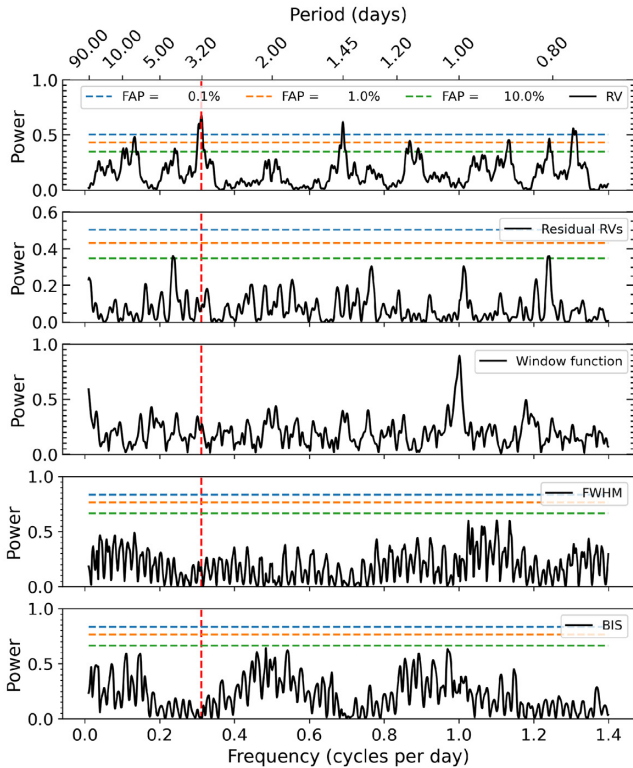 Period (days)
90.00 10.00 5.00 3.20 2.00 1.45 1.20 1.00 0.80
1.0
FAP = 0.1% FAP = 1.0% FAP = 10.0% RV
0.5
Power
0.0
0.6
Residual RVs
0.4
Power
0.2
0.0
1.0
Window function
0.5
Power
0.0
1.0
FWHM
0.5
Power
0.0
1.0
BIS
0.5
Power
0.0
0.0 0.2 0.4 0.6 0.8 1.0 1.2 1.4
Frequency (cycles per day)